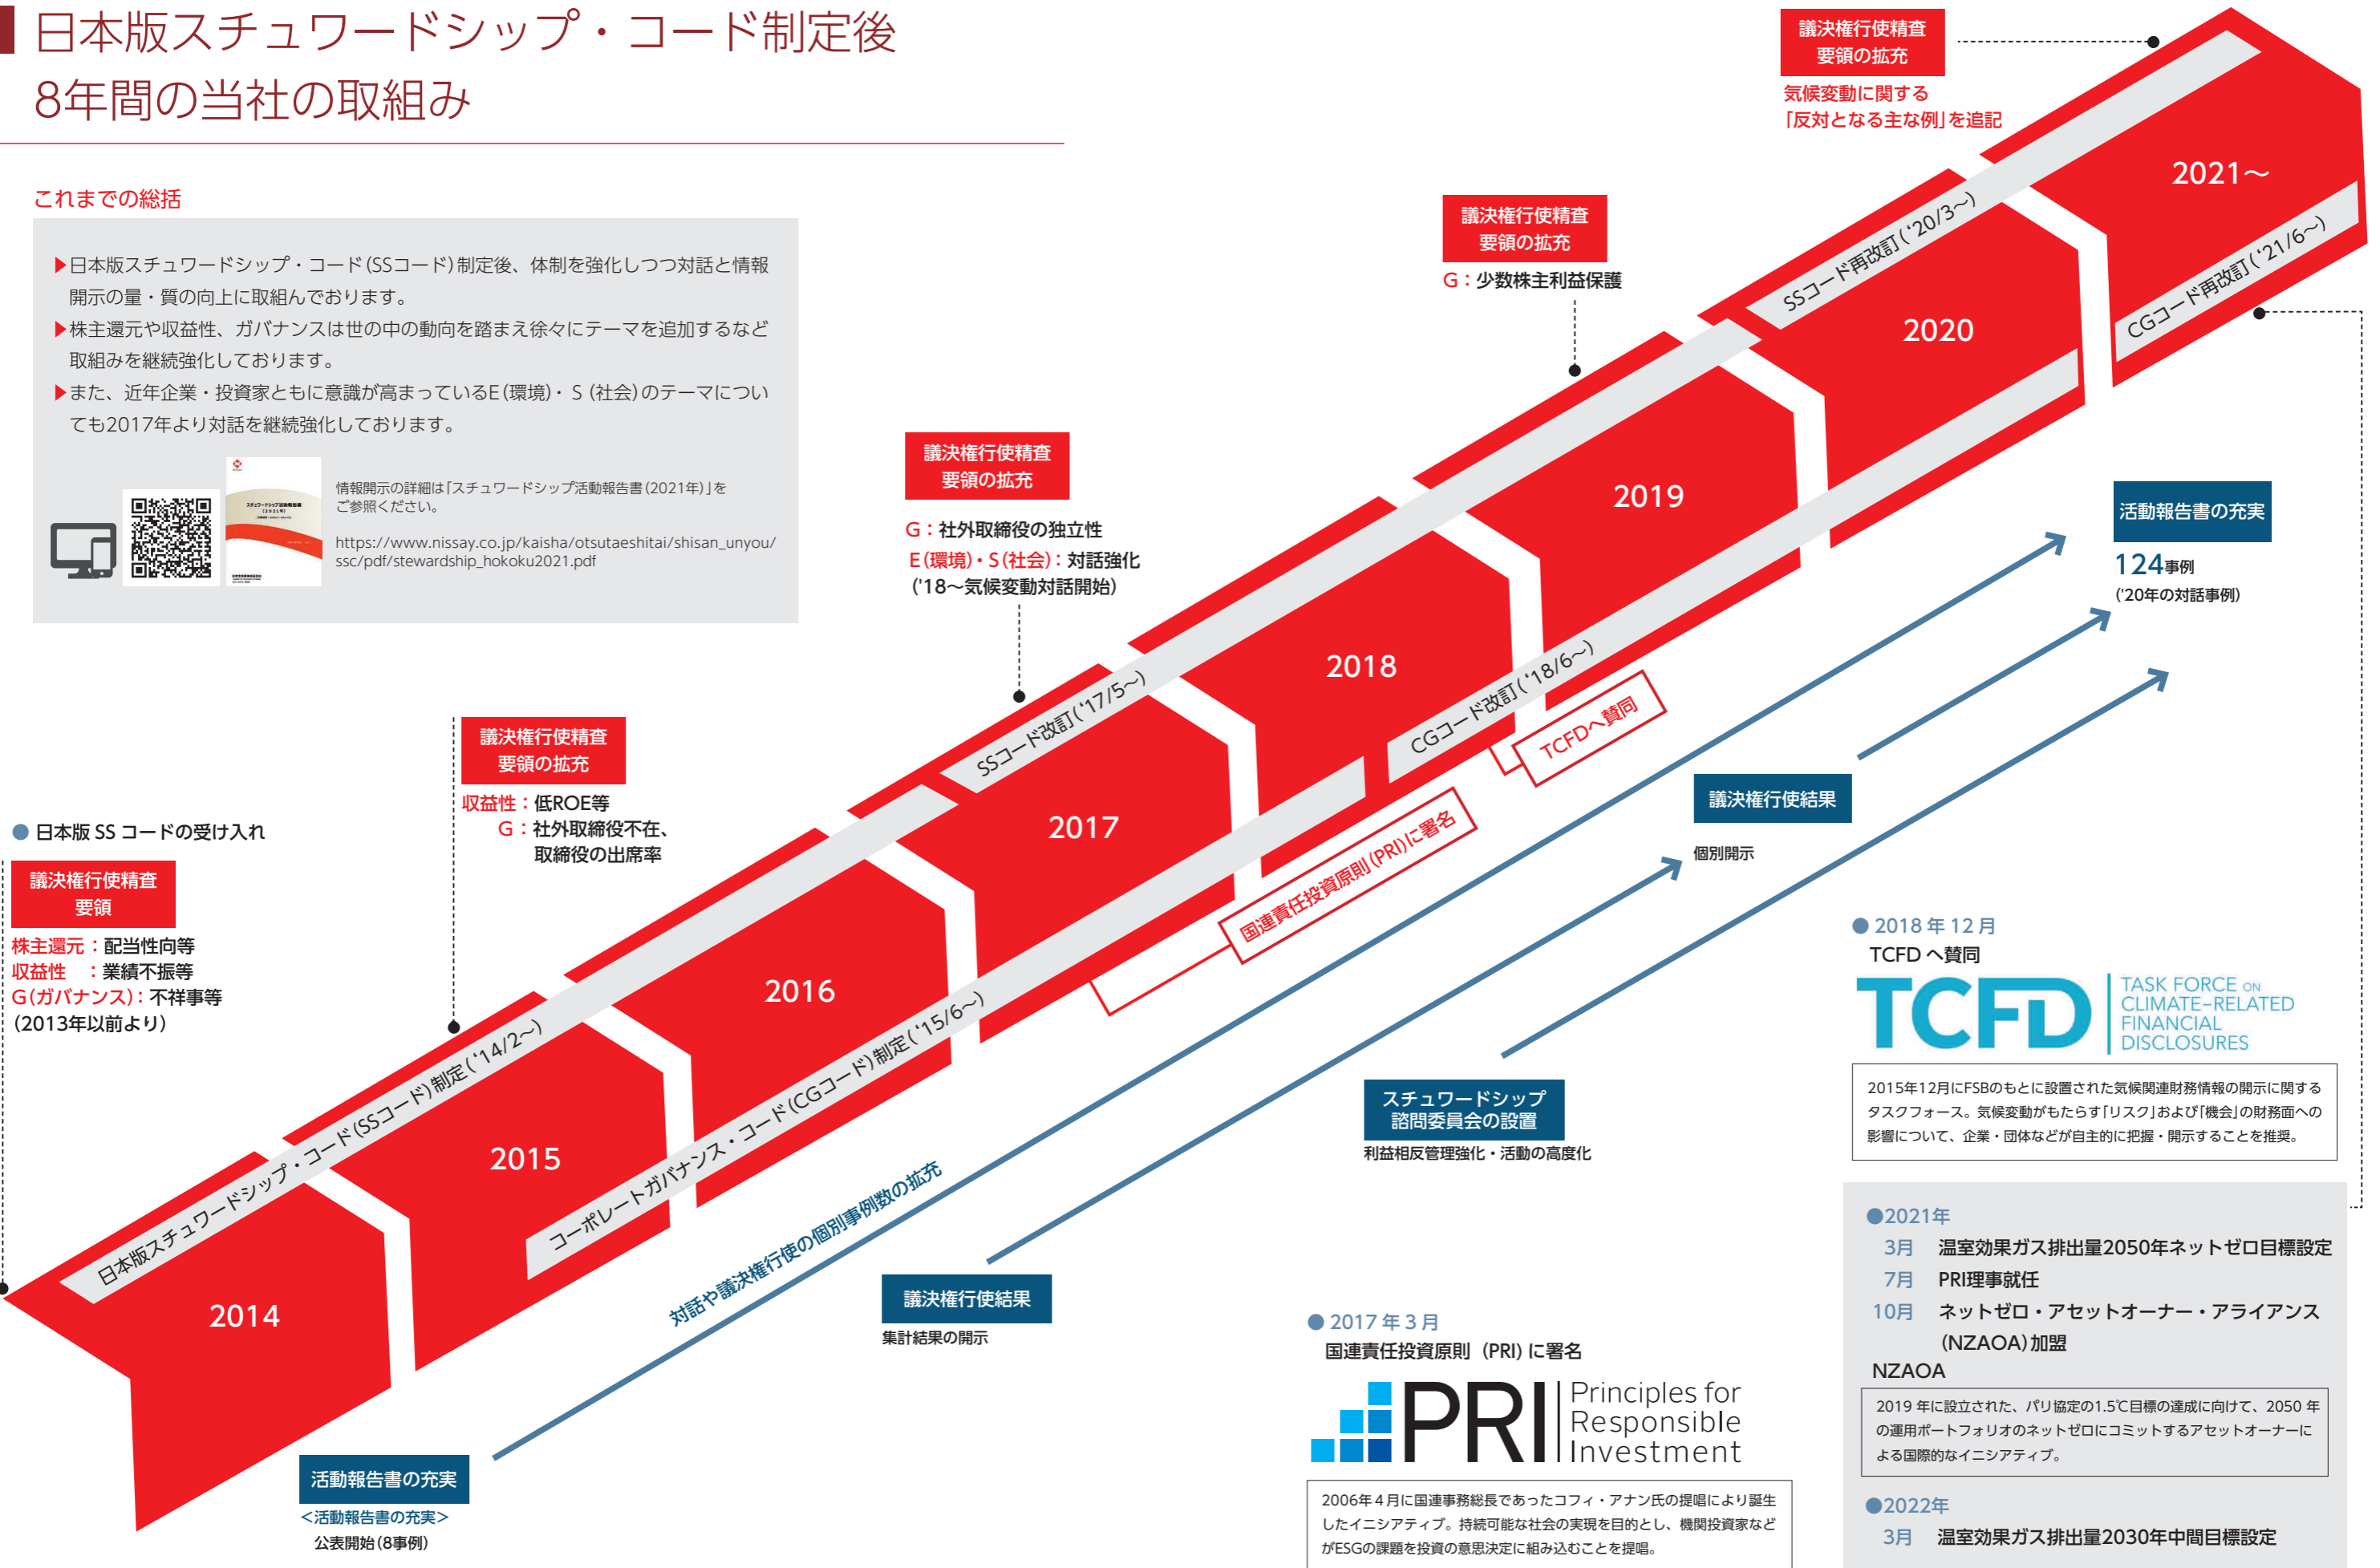 日本版スチュワードシップ・コード制定後
8年間の当社の取組み
これまでの総括
▶日本版スチュワードシップ・コード(SSコード)制定後、体制を強化しつつ対話と情報
開示の量・質の向上に取組んでおります。
▶株主還元や収益性、ガバナンスは世の中の動向を踏まえ徐々にテーマを追加するなど
取組みを継続強化しております。
▶また、近年企業・投資家ともに意識が高まっているE(環境)・S(社会)のテーマについ
ても2017年より対話を継続強化しております。
スチュワードシップ活動報告書
(2021年)
情報開示の詳細は「スチュワードシップ活動報告書(2021年)」を
ご参照ください。
https://www.nissay.co.jp/kaisha/otsutaeshitai/shisan_unyou/
ssc/pdf/stewardship_hokoku2021.pdf
● 日本版 SS コードの受け入れ
議決権行使精査
要領
株主還元：配当性向等
収益性　：業績不振等
G(ガバナンス)：不祥事等
(2013年以前より)
議決権行使精査
要領の拡充
収益性：低ROE等
G：社外取締役不在、
取締役の出席率
議決権行使精査
要領の拡充
G：社外取締役の独立性
E(環境)・S(社会)：対話強化
('18～気候変動対話開始)
議決権行使精査
要領の拡充
G：少数株主利益保護
議決権行使精査
要領の拡充
気候変動に関する
「反対となる主な例」を追記
日本版スチュワードシップ・コード(SSコード)制定('14/2～)
SSコード改訂('17/5～)
SSコード再改訂('20/3～)
2014
2015
2016
2017
2018
2019
2020
2021～
コーポレートガバナンス・コード(CGコード)制定('15/6～)
CGコード改訂('18/6～)
CGコード再改訂('21/6～)
国連責任投資原則(PRI)に署名
TCFDへ賛同
対話や議決権行使の個別事例数の拡充
活動報告書の充実
＜活動報告書の充実＞
公表開始(8事例)
議決権行使結果
集計結果の開示
スチュワードシップ
諮問委員会の設置
利益相反管理強化・活動の高度化
議決権行使結果
個別開示
活動報告書の充実
124事例
('20年の対話事例)
● 2017 年 3 月
国連責任投資原則 (PRI) に署名
PRI Principles for
Responsible
Investment
2006年4月に国連事務総長であったコフィ・アナン氏の提唱により誕生
したイニシアティブ。持続可能な社会の実現を目的とし、機関投資家など
がESGの課題を投資の意思決定に組み込むことを提唱。
● 2018 年 12 月
TCFD へ賛同
TCFD TASK FORCE ON
CLIMATE-RELATED
FINANCIAL
DISCLOSURES
2015年12月にFSBのもとに設置された気候関連財務情報の開示に関する
タスクフォース。気候変動がもたらす「リスク」および「機会」の財務面への
影響について、企業・団体などが自主的に把握・開示することを推奨。
●2021年
3月　温室効果ガス排出量2050年ネットゼロ目標設定
7月　PRI理事就任
10月　ネットゼロ・アセットオーナー・アライアンス
(NZAOA)加盟
NZAOA
2019 年に設立された、パリ協定の1.5℃目標の達成に向けて、2050 年
の運用ポートフォリオのネットゼロにコミットするアセットオーナーに
よる国際的なイニシアティブ。
●2022年
3月　温室効果ガス排出量2030年中間目標設定